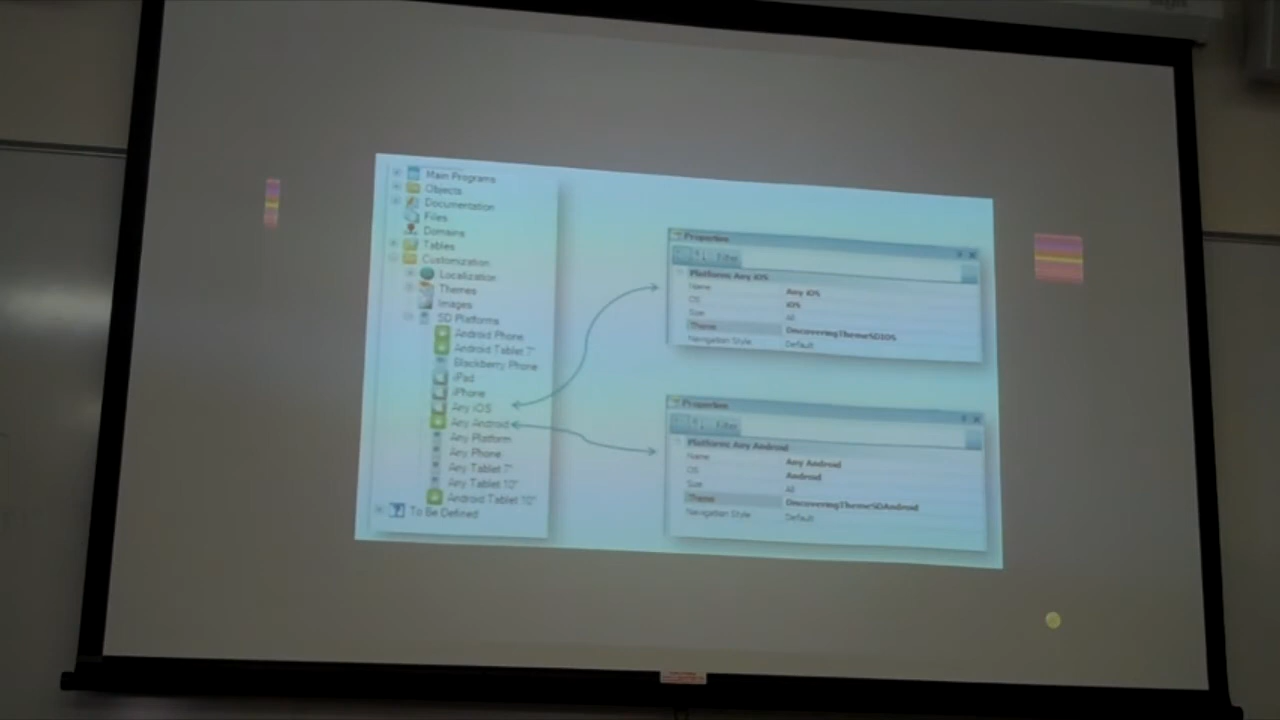 Main Programs
Objects
Documentation
Files
Domains
Tables
Customization
Localization
Themes
Images
SD Platforms
Android Phone
Android Tablet 7"
Blackberry Phone
iPad
iPhone
Any iOS
Any Android
Any Platform
Any Phone
Any Tablet 7"
Any Tablet 10"
Android Tablet 10"
To Be Defined
Properties
Filter
Platform: Any iOS
Name Any iOS
OS iOS
Size All
Theme DiscoveringThemeSDIOS
Navigation Style Default
Properties
Filter
Platform: Any Android
Name Any Android
OS Android
Size All
Theme DiscoveringThemeSDAndroid
Navigation Style Default